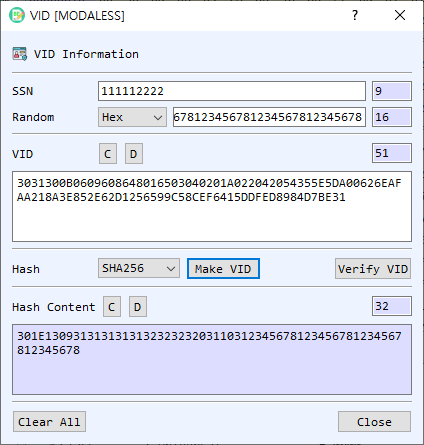 VID [MODALESS]
VID Information
SSN 111112222 9
Random Hex 678123456781234567812345678 16
VID C D 51
3031300B0609608648016503040201A022042054355E5DA00626EAF
AA218A3E852E62D1256599C58CEF6415DDFED8984D7BE31
Hash SHA256 Make VID Verify VID
Hash Content C D 32
301E130931313131313232323203110312345678123456781234567
812345678
Clear All Close